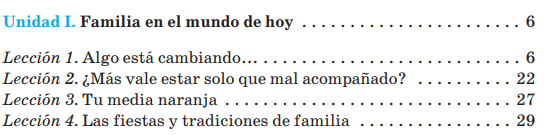 Unidad I. Familia en el mundo de hoy . . . . . . . . . . . . . . . . . . . . . . . . 6
Lección 1. Algo está cambiando… . . . . . . . . . . . . . . . . . . . . . . . . . . . . 6
Lección 2. ¿Más vale estar solo que mal acompañado? . . . . . . . . . . 22
Lección 3. Tu media naranja . . . . . . . . . . . . . . . . . . . . . . . . . . . . . . . 27
Lección 4. Las fiestas y tradiciones de familia . . . . . . . . . . . . . . . . . 29